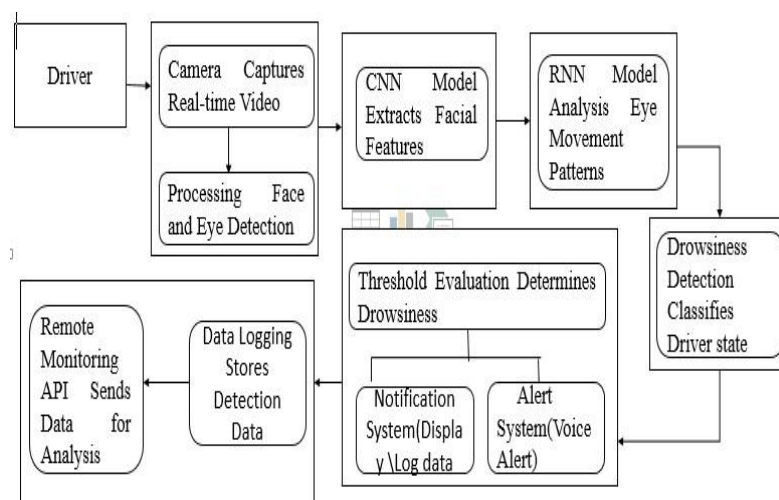 Driver
Camera Captures
Real-time Video
Processing Face
and Eye Detection
CNN Model
Extracts Facial
Features
RNN Model
Analysis Eye
Movement
Patterns
Drowsiness
Detection
Classifies
Driver state
Threshold Evaluation Determines
Drowsiness
Notification
System(Displa
y \Log data
Alert
System(Voice
Alert)
Data Logging
Stores
Detection
Data
Remote
Monitoring
API Sends
Data for
Analysis